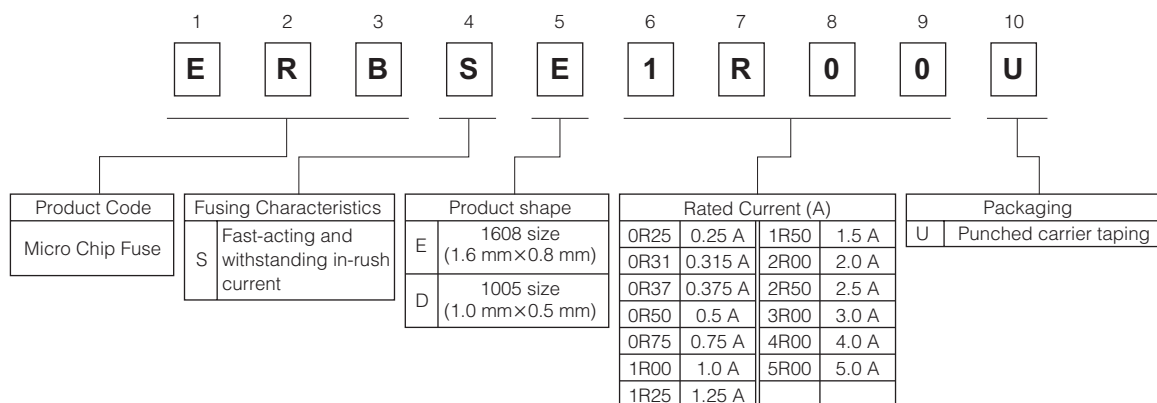 1 2 3 4 5 6 7 8 9 10
E R B S E 1 R 0 0 U
Product Code
Micro Chip Fuse
Fusing Characteristics
S Fast-acting and
withstanding in-rush
current
Product shape
E 1608 size
(1.6 mm×0.8 mm)
D 1005 size
(1.0 mm×0.5 mm)
Rated Current (A)
0R25 0.25 A 1R50 1.5 A
0R31 0.315 A 2R00 2.0 A
0R37 0.375 A 2R50 2.5 A
0R50 0.5 A 3R00 3.0 A
0R75 0.75 A 4R00 4.0 A
1R00 1.0 A 5R00 5.0 A
1R25 1.25 A
Packaging
U Punched carrier taping